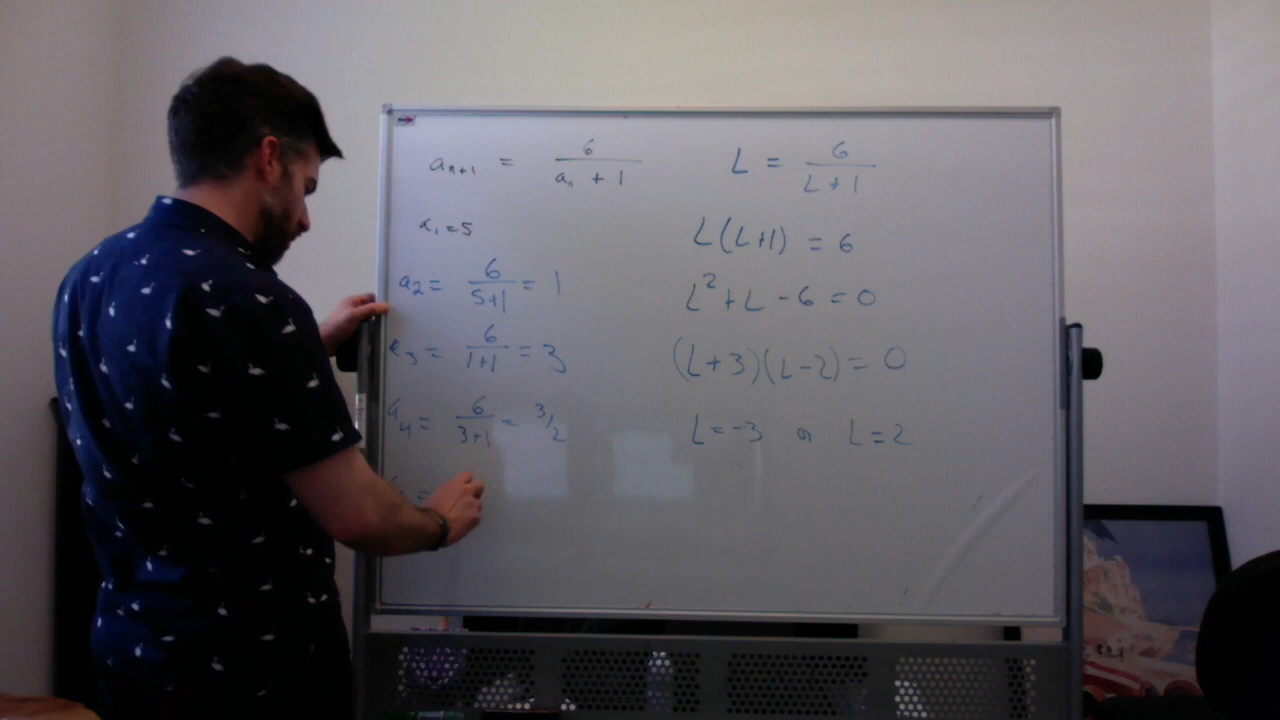 aₙ₊₁ = 6/(aₙ + 1)
a₁ = 5
a₂ = 6/(5+1) = 1
a₃ = 6/(1+1) = 3
a₄ = 6/(3+1) = 3/2
=
L = 6/(L+1)
L(L+1) = 6
L² + L - 6 = 0
(L+3)(L-2) = 0
L = -3 or L = 2